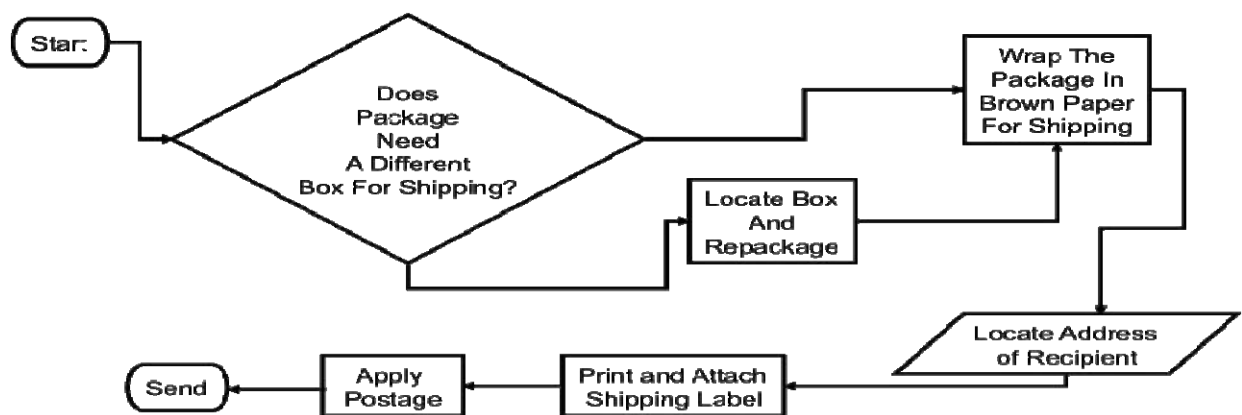 Start
Does
Package
Need
A Different
Box For Shipping?
Wrap The
Package In
Brown Paper
For Shipping
Locate Box
And
Repackage
Locate Address
of Recipient
Print and Attach
Shipping Label
Apply
Postage
Send